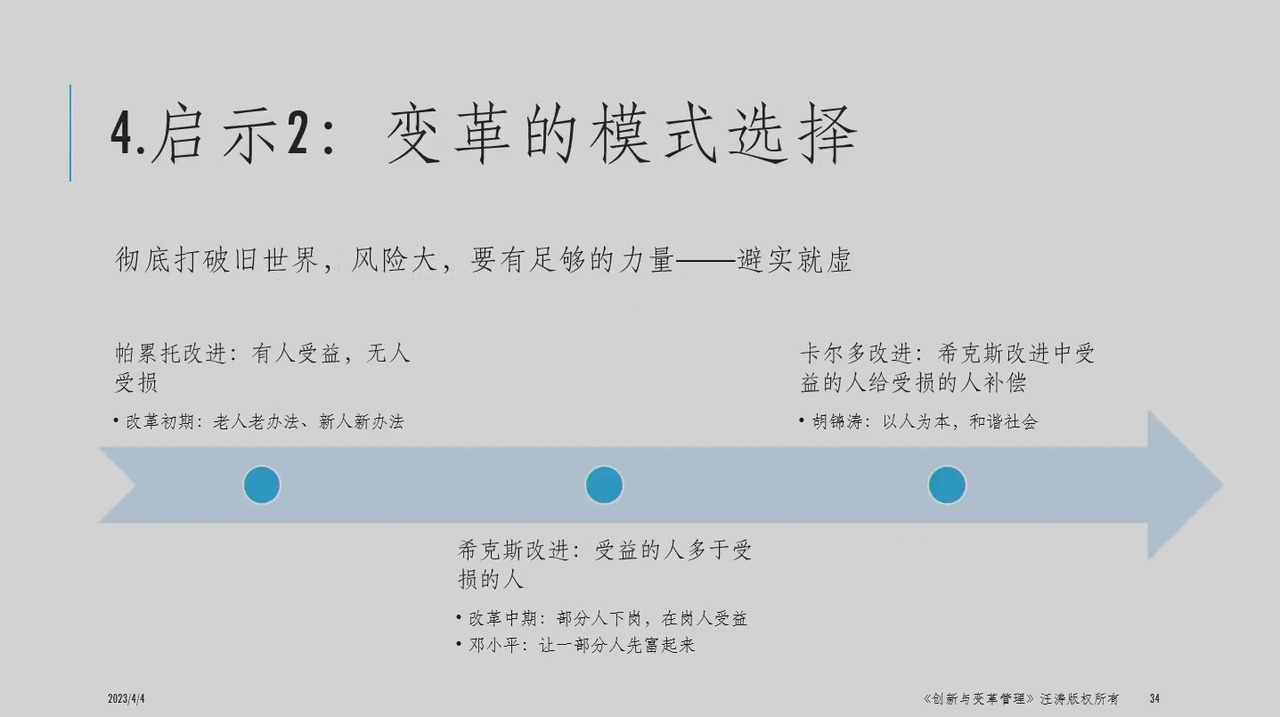 4.启示2：变革的模式选择
彻底打破旧世界，风险大，要有足够的力量——避实就虚
帕累托改进：有人受益，无人
受损
• 改革初期：老人老办法、新人新办法
希克斯改进：受益的人多于受
损的人
• 改革中期：部分人下岗，在岗人受益
• 邓小平：让一部分人先富起来
卡尔多改进：希克斯改进中受
益的人给受损的人补偿
• 胡锦涛：以人为本，和谐社会
2023/4/4
《创新与变革管理》汪涛版权所有
34